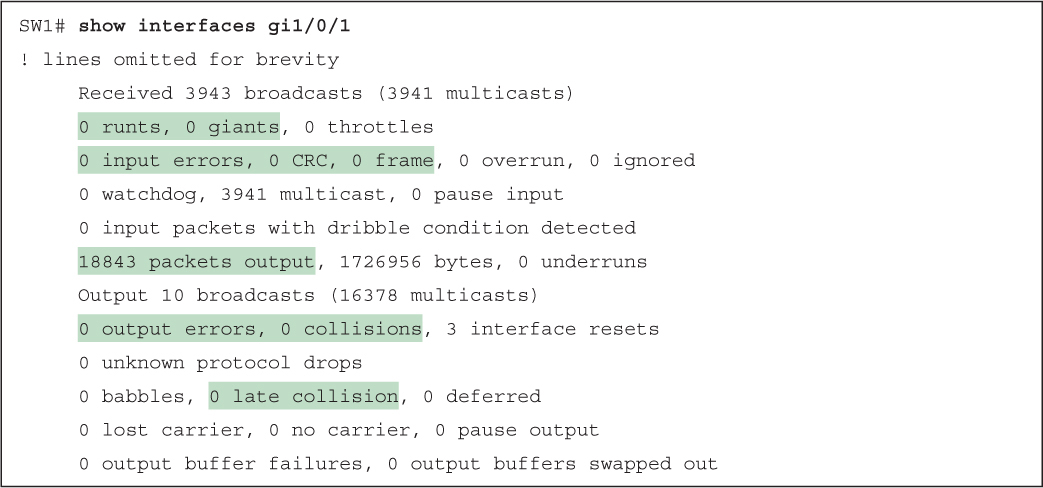 SW1# show interfaces gi1/0/1
! lines omitted for brevity
Received 3943 broadcasts (3941 multicasts)
0 runts, 0 giants, 0 throttles
0 input errors, 0 CRC, 0 frame, 0 overrun, 0 ignored
0 watchdog, 3941 multicast, 0 pause input
0 input packets with dribble condition detected
18843 packets output, 1726956 bytes, 0 underruns
Output 10 broadcasts (16378 multicasts)
0 output errors, 0 collisions, 3 interface resets
0 unknown protocol drops
0 babbles, 0 late collision, 0 deferred
0 lost carrier, 0 no carrier, 0 pause output
0 output buffer failures, 0 output buffers swapped out